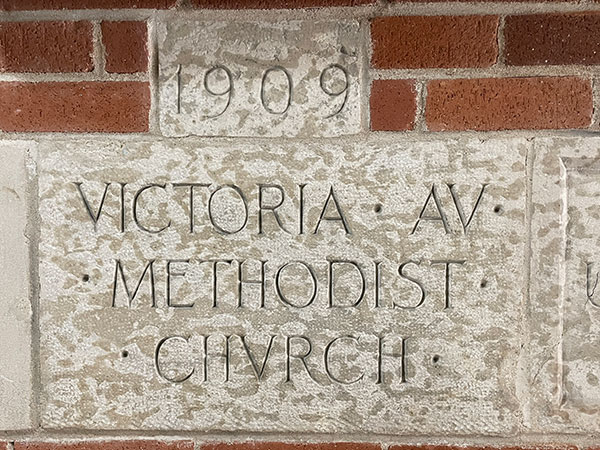 1909
VICTORIA · AV ·
· METHODIST ·
· CHVRCH ·